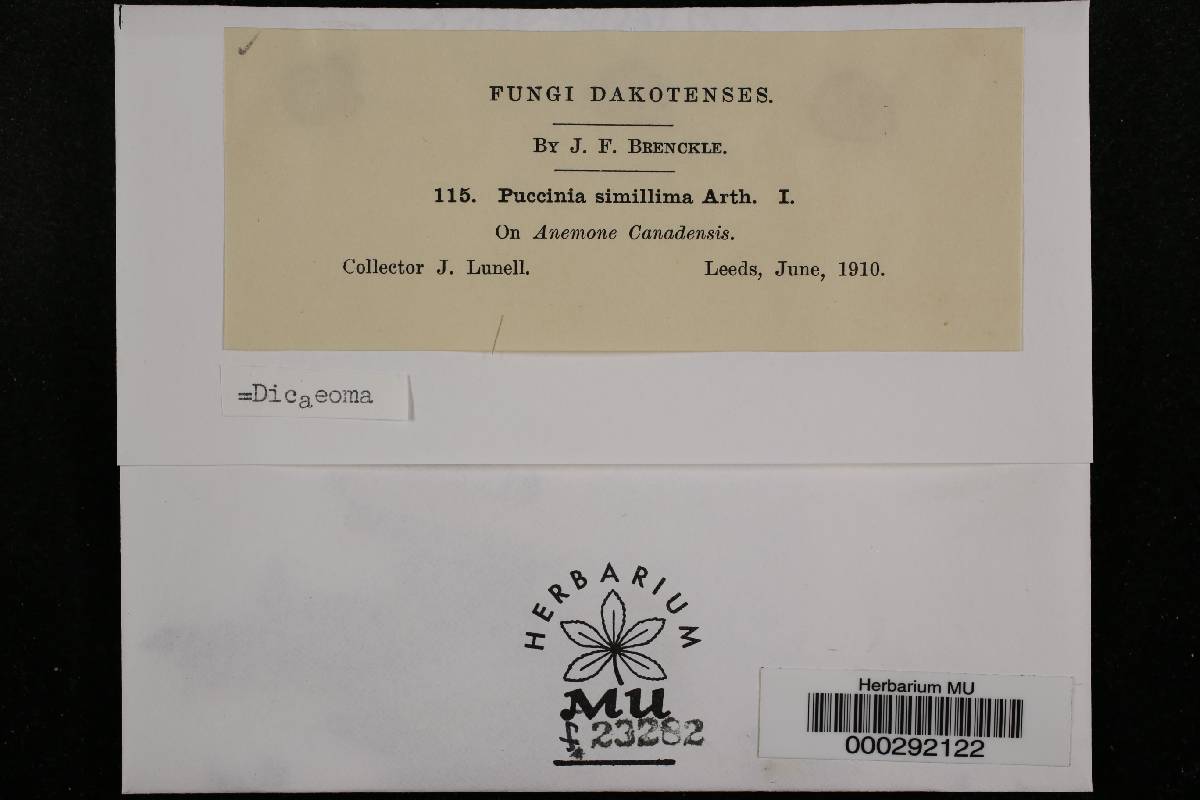 FUNGI DAKOTENSES.
BY J. F. BRENCKLE.
115. Puccinia simillima Arth. I.
On Anemone Canadensis.
Collector J. Lunell. Leeds, June, 1910.
=Dicaeoma
HERBARIUM
MU
f 23282
Herbarium MU
000292122